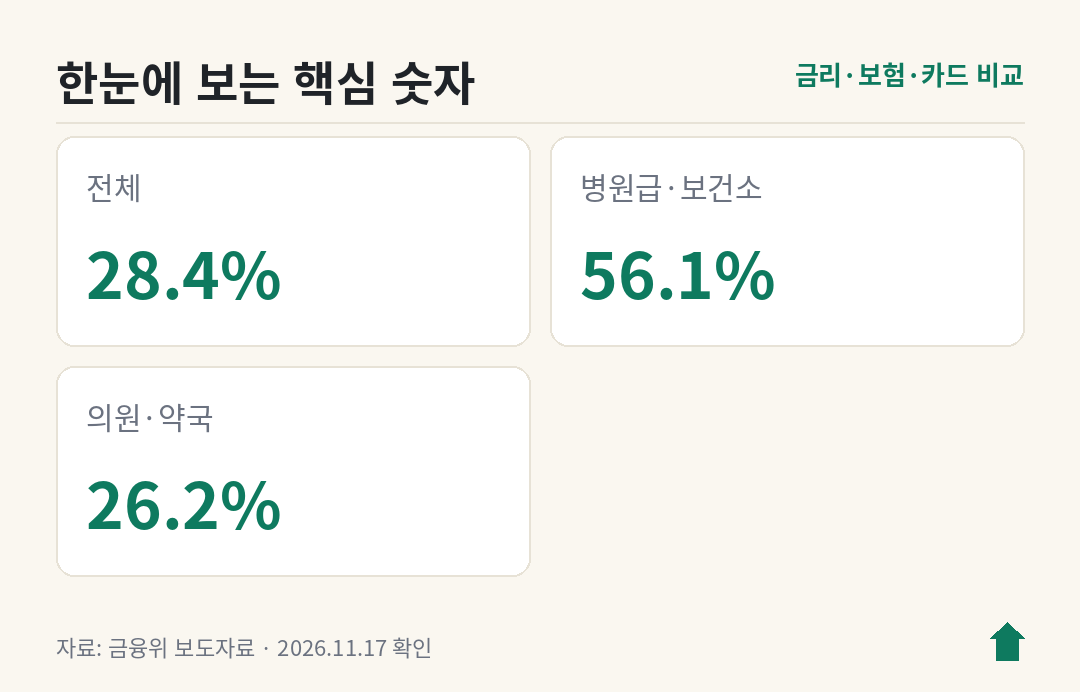 한눈에 보는 핵심 숫자
금리·보험·카드 비교
전체
28.4%
병원급·보건소
56.1%
의원·약국
26.2%
자료: 금융위 보도자료 · 2026.11.17 확인